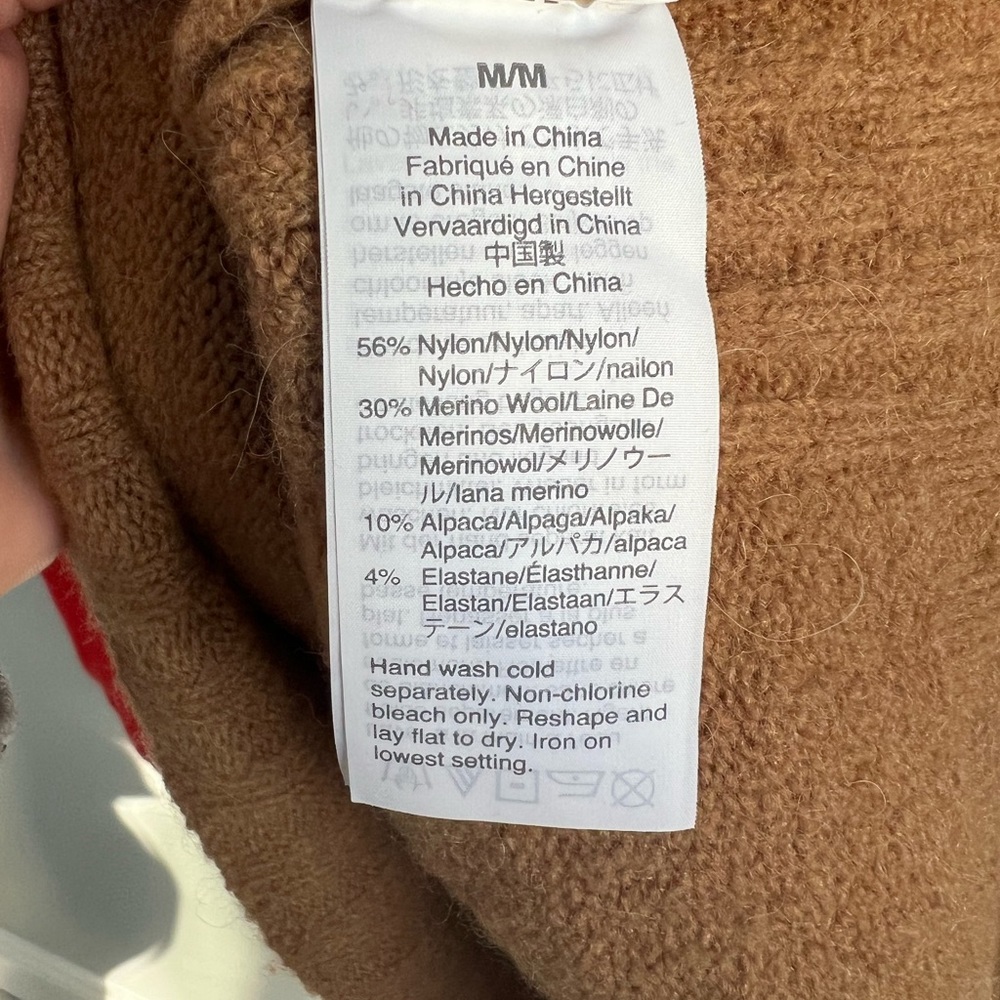 M/M
Made in China
Fabriqué en Chine
in China Hergestellt
Vervaardigd in China
中国製
Hecho en China
56% Nylon/Nylon/Nylon/
Nylon/ナイロン/nailon
30% Merino Wool/Laine De
Merinos/Merinowolle/
Merinowol/メリノウー
ル/lana merino
10% Alpaca/Alpaga/Alpaka/
Alpaca/アルパカ/alpaca
4% Elastane/Élasthanne/
Elastan/Elastaan/エラス
テーン/elastano
Hand wash cold
separately. Non-chlorine
bleach only. Reshape and
lay flat to dry. Iron on
lowest setting.